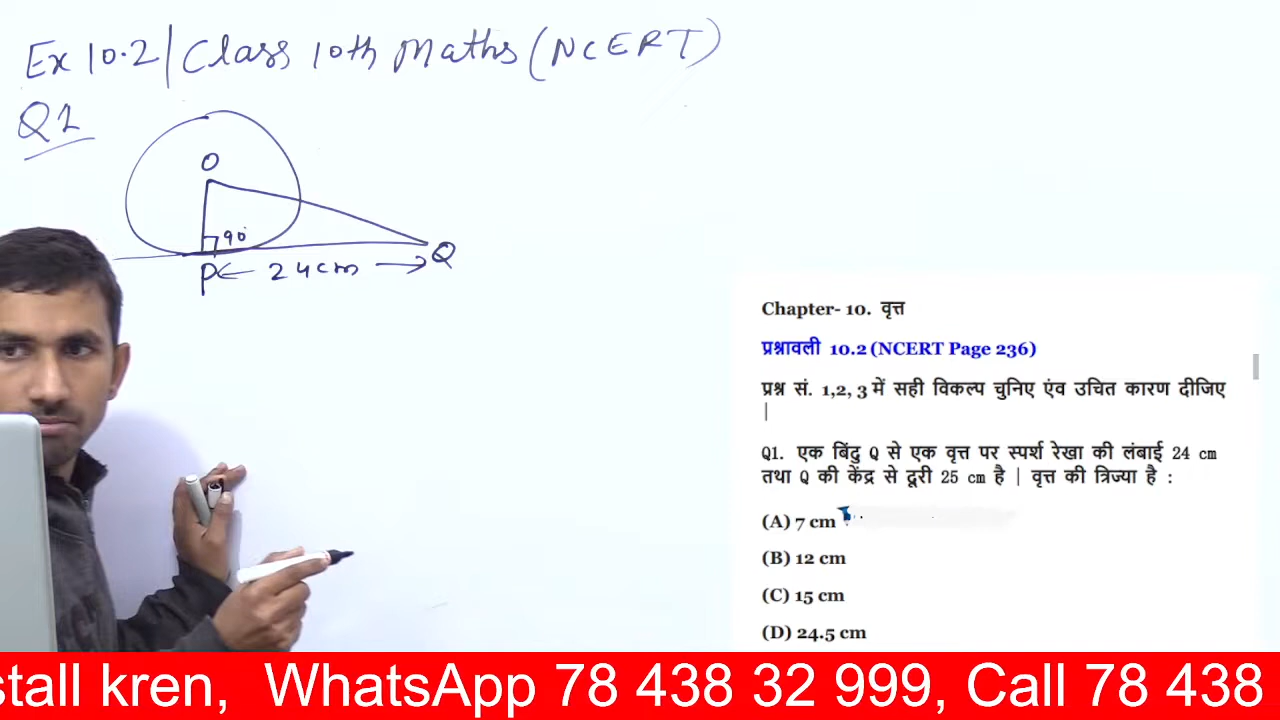 Ex 10.2 | Class 10th Maths (NCERT)
Q1
O
90°
P ← 24cm → Q
Chapter- 10. वृत्त
प्रश्नावली 10.2 (NCERT Page 236)
प्रश्न सं. 1,2, 3 में सही विकल्प चुनिए एंव उचित कारण दीजिए
|
Q1. एक बिंदु Q से एक वृत्त पर स्पर्श रेखा की लंबाई 24 cm
तथा Q की केंद्र से दूरी 25 cm है | वृत्त की त्रिज्या है :
(A) 7 cm
(B) 12 cm
(C) 15 cm
(D) 24.5 cm
stall kren, WhatsApp 78 438 32 999, Call 78 438